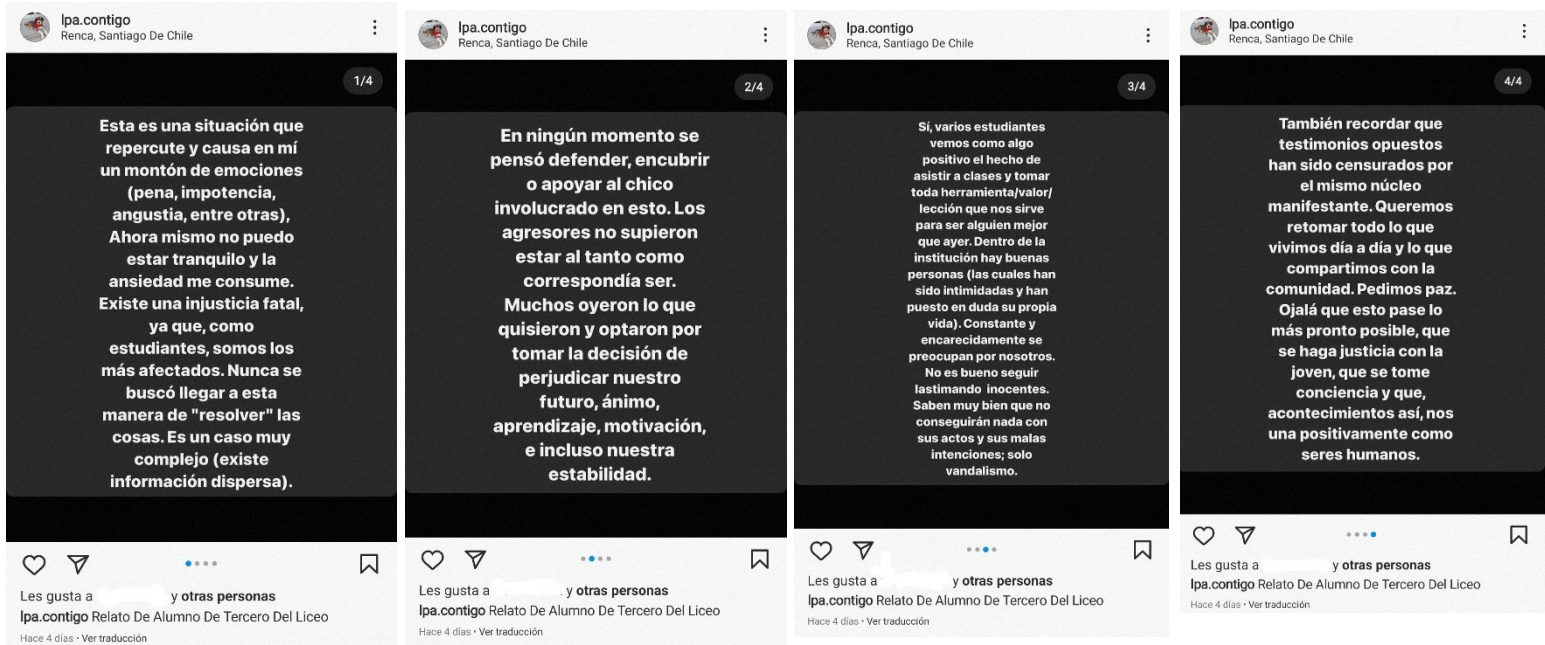 lpa.contigo
Renca, Santiago De Chile
1/4
Esta es una situación que
repercute y causa en mí
un montón de emociones
(pena, impotencia,
angustia, entre otras),
Ahora mismo no puedo
estar tranquilo y la
ansiedad me consume.
Existe una injusticia fatal,
ya que, como
estudiantes, somos los
más afectados. Nunca se
buscó llegar a esta
manera de "resolver" las
cosas. Es un caso muy
complejo (existe
información dispersa).
Les gusta a y otras personas
lpa.contigo Relato De Alumno De Tercero Del Liceo
Hace 4 días • Ver traducción
lpa.contigo
Renca, Santiago De Chile
2/4
En ningún momento se
pensó defender, encubrir
o apoyar al chico
involucrado en esto. Los
agresores no supieron
estar al tanto como
correspondía ser.
Muchos oyeron lo que
quisieron y optaron por
tomar la decisión de
perjudicar nuestro
futuro, ánimo,
aprendizaje, motivación,
e incluso nuestra
estabilidad.
Les gusta a y otras personas
lpa.contigo Relato De Alumno De Tercero Del Liceo
Hace 4 días • Ver traducción
lpa.contigo
Renca, Santiago De Chile
3/4
Sí, varios estudiantes
vemos como algo
positivo el hecho de
asistir a clases y tomar
toda herramienta/valor/
lección que nos sirve
para ser alguien mejor
que ayer. Dentro de la
institución hay buenas
personas (las cuales han
sido intimidadas y han
puesto en duda su propia
vida). Constante y
encarecidamente se
preocupan por nosotros.
No es bueno seguir
lastimando inocentes.
Saben muy bien que no
conseguirán nada con
sus actos y sus malas
intenciones; solo
vandalismo.
Les gusta a y otras personas
lpa.contigo Relato De Alumno De Tercero Del Liceo
Hace 4 días • Ver traducción
lpa.contigo
Renca, Santiago De Chile
4/4
También recordar que
testimonios opuestos
han sido censurados por
el mismo núcleo
manifestante. Queremos
retomar todo lo que
vivimos día a día y lo que
compartimos con la
comunidad. Pedimos paz.
Ojalá que esto pase lo
más pronto posible, que
se haga justicia con la
joven, que se tome
conciencia y que,
acontecimientos así, nos
una positivamente como
seres humanos.
Les gusta a y otras personas
lpa.contigo Relato De Alumno De Tercero Del Liceo
Hace 4 días • Ver traducción